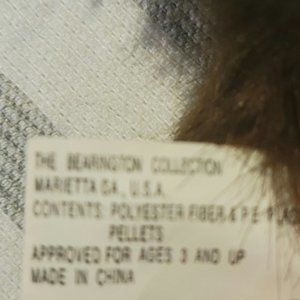 THE BEARINGTON COLLECTION
MARIETTA GA., U.S.A.
CONTENTS: POLYESTER FIBER & P.E.
PELLETS
APPROVED FOR AGES 3 AND UP
MADE IN CHINA